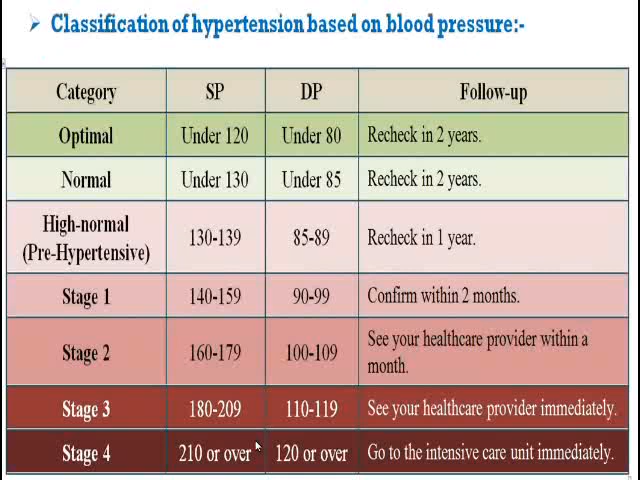 ➢ Classification of hypertension based on blood pressure:-
Category SP DP Follow-up
Optimal Under 120 Under 80 Recheck in 2 years.
Normal Under 130 Under 85 Recheck in 2 years.
High-normal
(Pre-Hypertensive) 130-139 85-89 Recheck in 1 year.
Stage 1 140-159 90-99 Confirm within 2 months.
Stage 2 160-179 100-109 See your healthcare provider within a
month.
Stage 3 180-209 110-119 See your healthcare provider immediately.
Stage 4 210 or over 120 or over Go to the intensive care unit immediately.